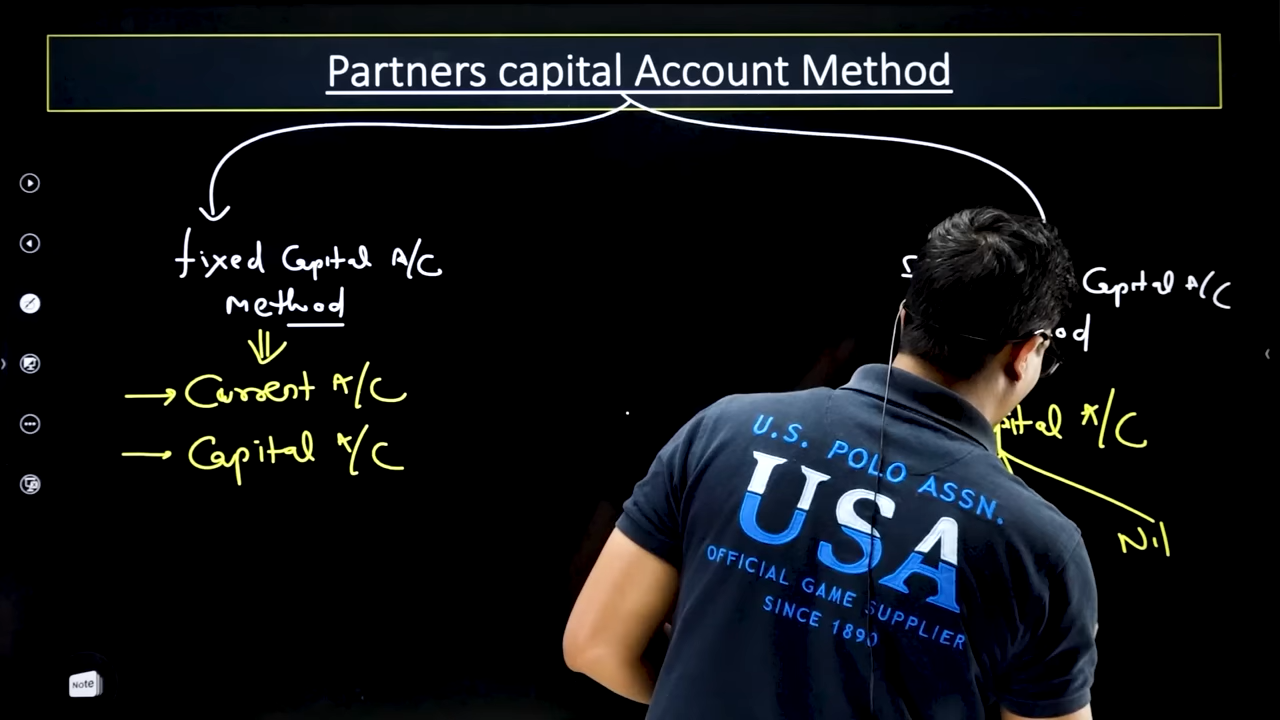 Partners capital Account Method
fixed Capital A/C
Method
→ Current A/C
→ Capital A/C
Capital A/C
A/C
Nil
U.S. POLO ASSN.
USA
OFFICIAL GAME SUPPLIER
SINCE 1890
Note